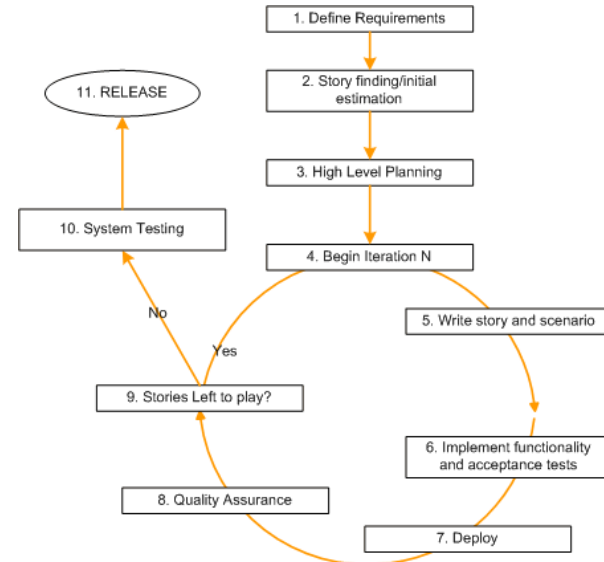 1. Define Requirements
2. Story finding/initial
estimation
3. High Level Planning
4. Begin Iteration N
5. Write story and scenario
6. Implement functionality
and acceptance tests
7. Deploy
8. Quality Assurance
9. Stories Left to play?
Yes
No
10. System Testing
11. RELEASE